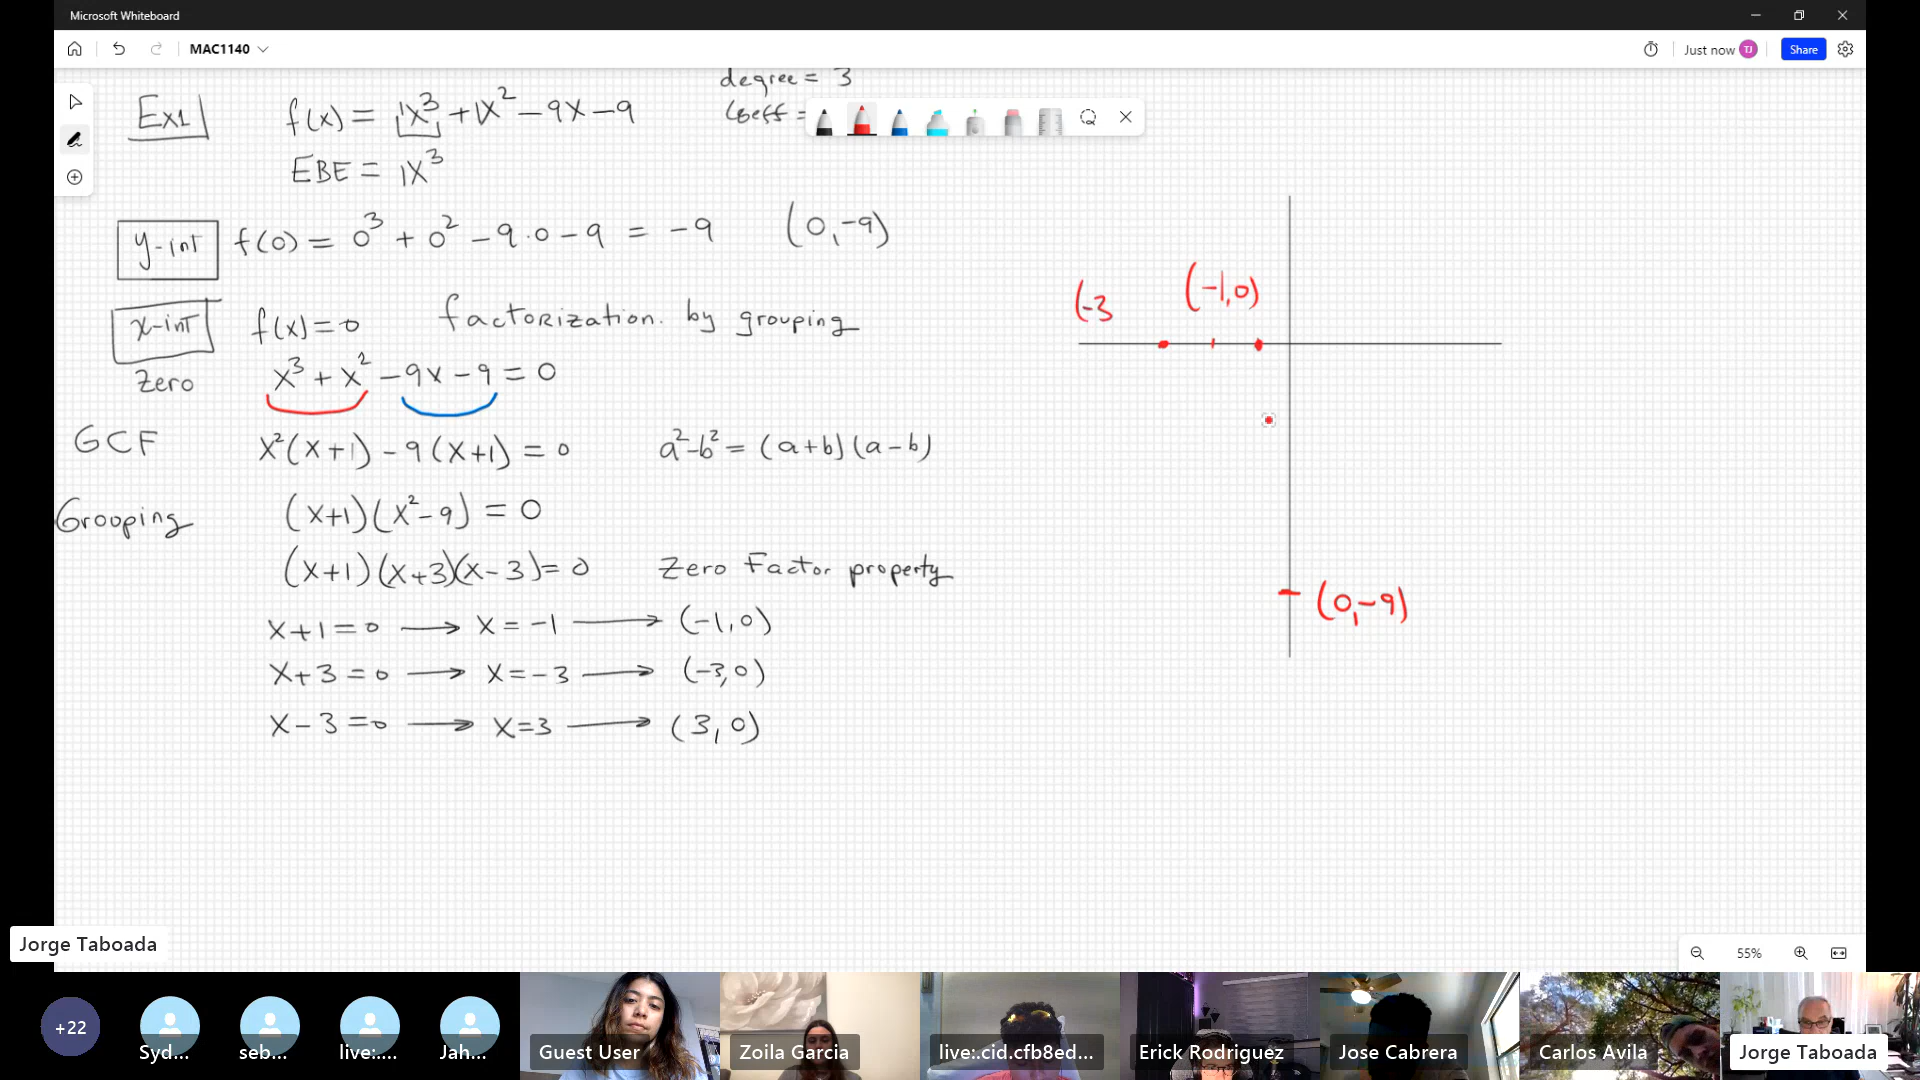 Microsoft Whiteboard
MAC1140
Just now TJ Share
degree = 3
Coeff =
Ex1 f(x) = 1x³ + 1x² - 9x - 9
EBE = 1x³
y-int f(0) = 0³ + 0² - 9·0 - 9 = -9 (0,-9)
x-int f(x)=0 factorization. by grouping
Zero x³ + x² - 9x - 9 = 0
GCF x²(x+1) - 9(x+1) = 0 a²-b² = (a+b)(a-b)
Grooping (x+1)(x²-9) = 0
(x+1)(x+3)(x-3) = 0 Zero Factor property
x+1=0 → x = -1 → (-1,0)
x+3=0 → x=-3 → (-3,0)
x-3=0 → x=3 → (3,0)
(-3 (-1,0)
(0,-9)
55%
Jorge Taboada
+22 Syd... seb... live:.... Jah... Guest User Zoila Garcia live:.cid.cfb8ed... Erick Rodriguez Jose Cabrera Carlos Avila Jorge Taboada